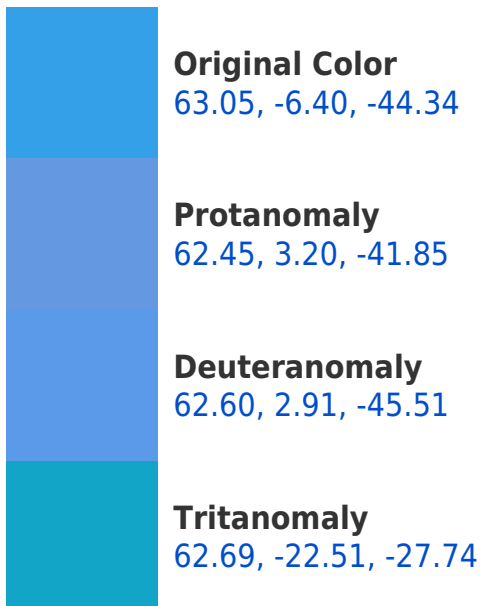 Original Color
63.05, -6.40, -44.34
Protanomaly
62.45, 3.20, -41.85
Deuteranomaly
62.60, 2.91, -45.51
Tritanomaly
62.69, -22.51, -27.74